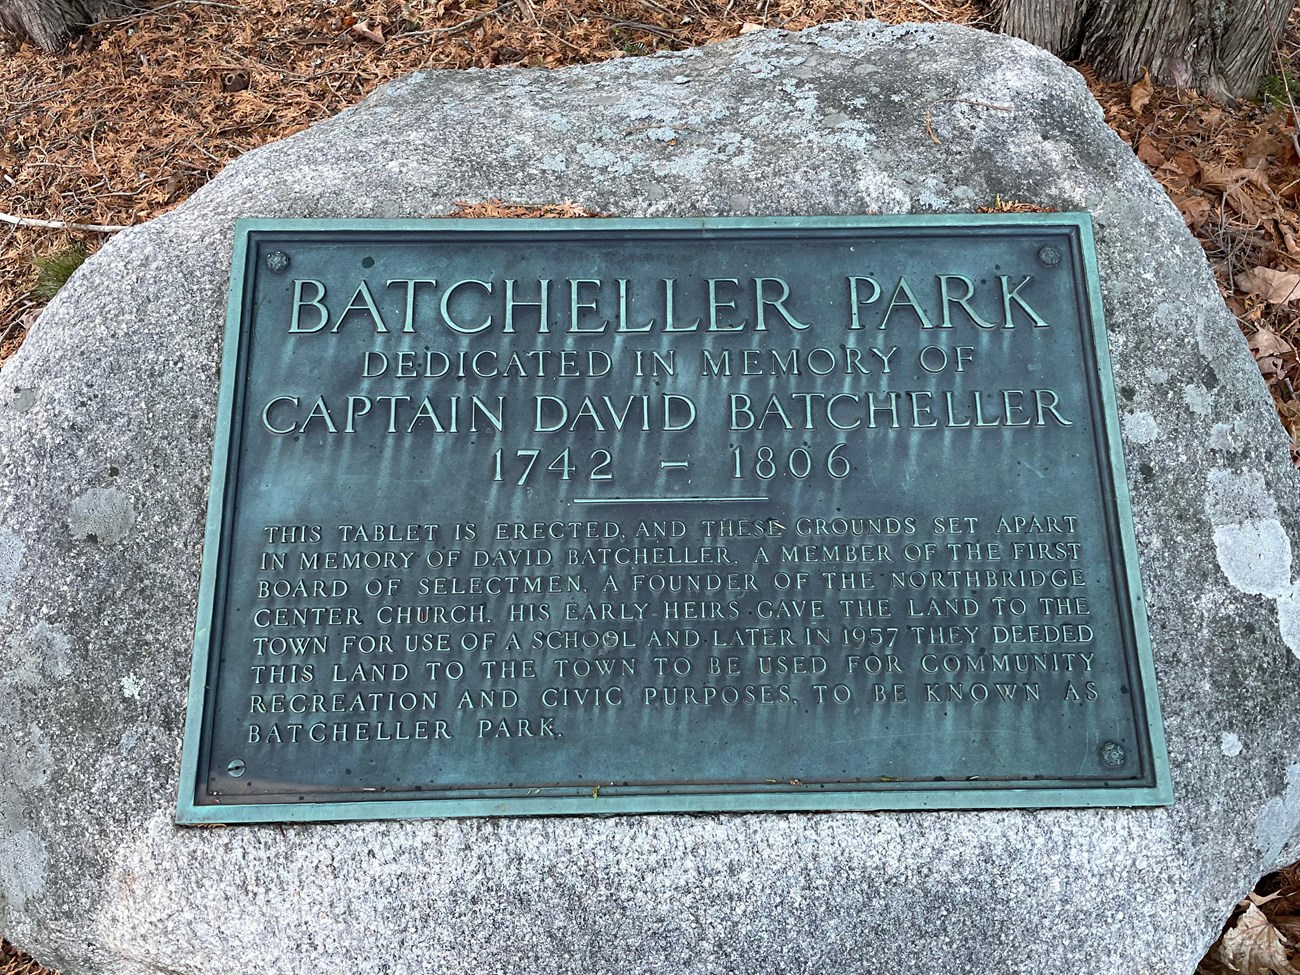 BATCHELLER PARK
DEDICATED IN MEMORY OF
CAPTAIN DAVID BATCHELLER
1742 – 1806
THIS TABLET IS ERECTED, AND THESE GROUNDS SET APART
IN MEMORY OF DAVID BATCHELLER, A MEMBER OF THE FIRST
BOARD OF SELECTMEN, A FOUNDER OF THE NORTHBRIDGE
CENTER CHURCH. HIS EARLY HEIRS GAVE THE LAND TO THE
TOWN FOR USE OF A SCHOOL AND LATER IN 1957 THEY DEEDED
THIS LAND TO THE TOWN TO BE USED FOR COMMUNITY
RECREATION AND CIVIC PURPOSES, TO BE KNOWN AS
BATCHELLER PARK.